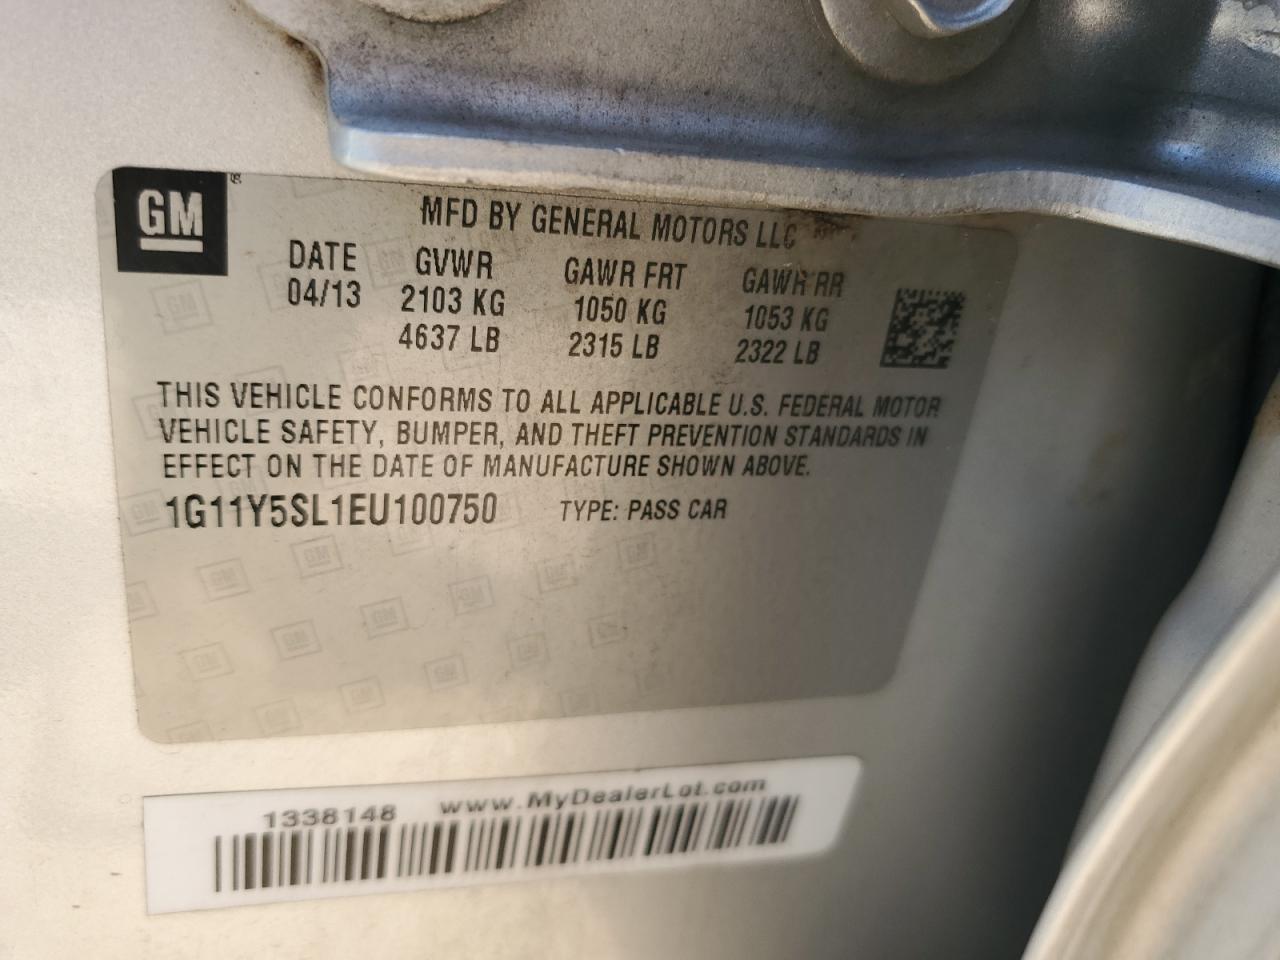 GM
MFD BY GENERAL MOTORS LLC
DATE GVWR GAWR FRT GAWR RR
04/13 2103 KG 1050 KG 1053 KG
4637 LB 2315 LB 2322 LB
THIS VEHICLE CONFORMS TO ALL APPLICABLE U.S. FEDERAL MOTOR
VEHICLE SAFETY, BUMPER, AND THEFT PREVENTION STANDARDS IN
EFFECT ON THE DATE OF MANUFACTURE SHOWN ABOVE.
1G11Y5SL1EU100750 TYPE: PASS CAR
1338148 www.MyDealerLot.com